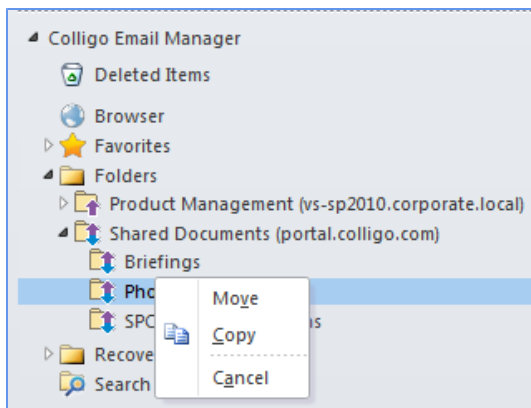 Colligo Email Manager
Deleted Items
Browser
Favorites
Folders
Product Management (vs-sp2010.corporate.local)
Shared Documents (portal.colligo.com)
Briefings
Move
Copy
Cancel
Search